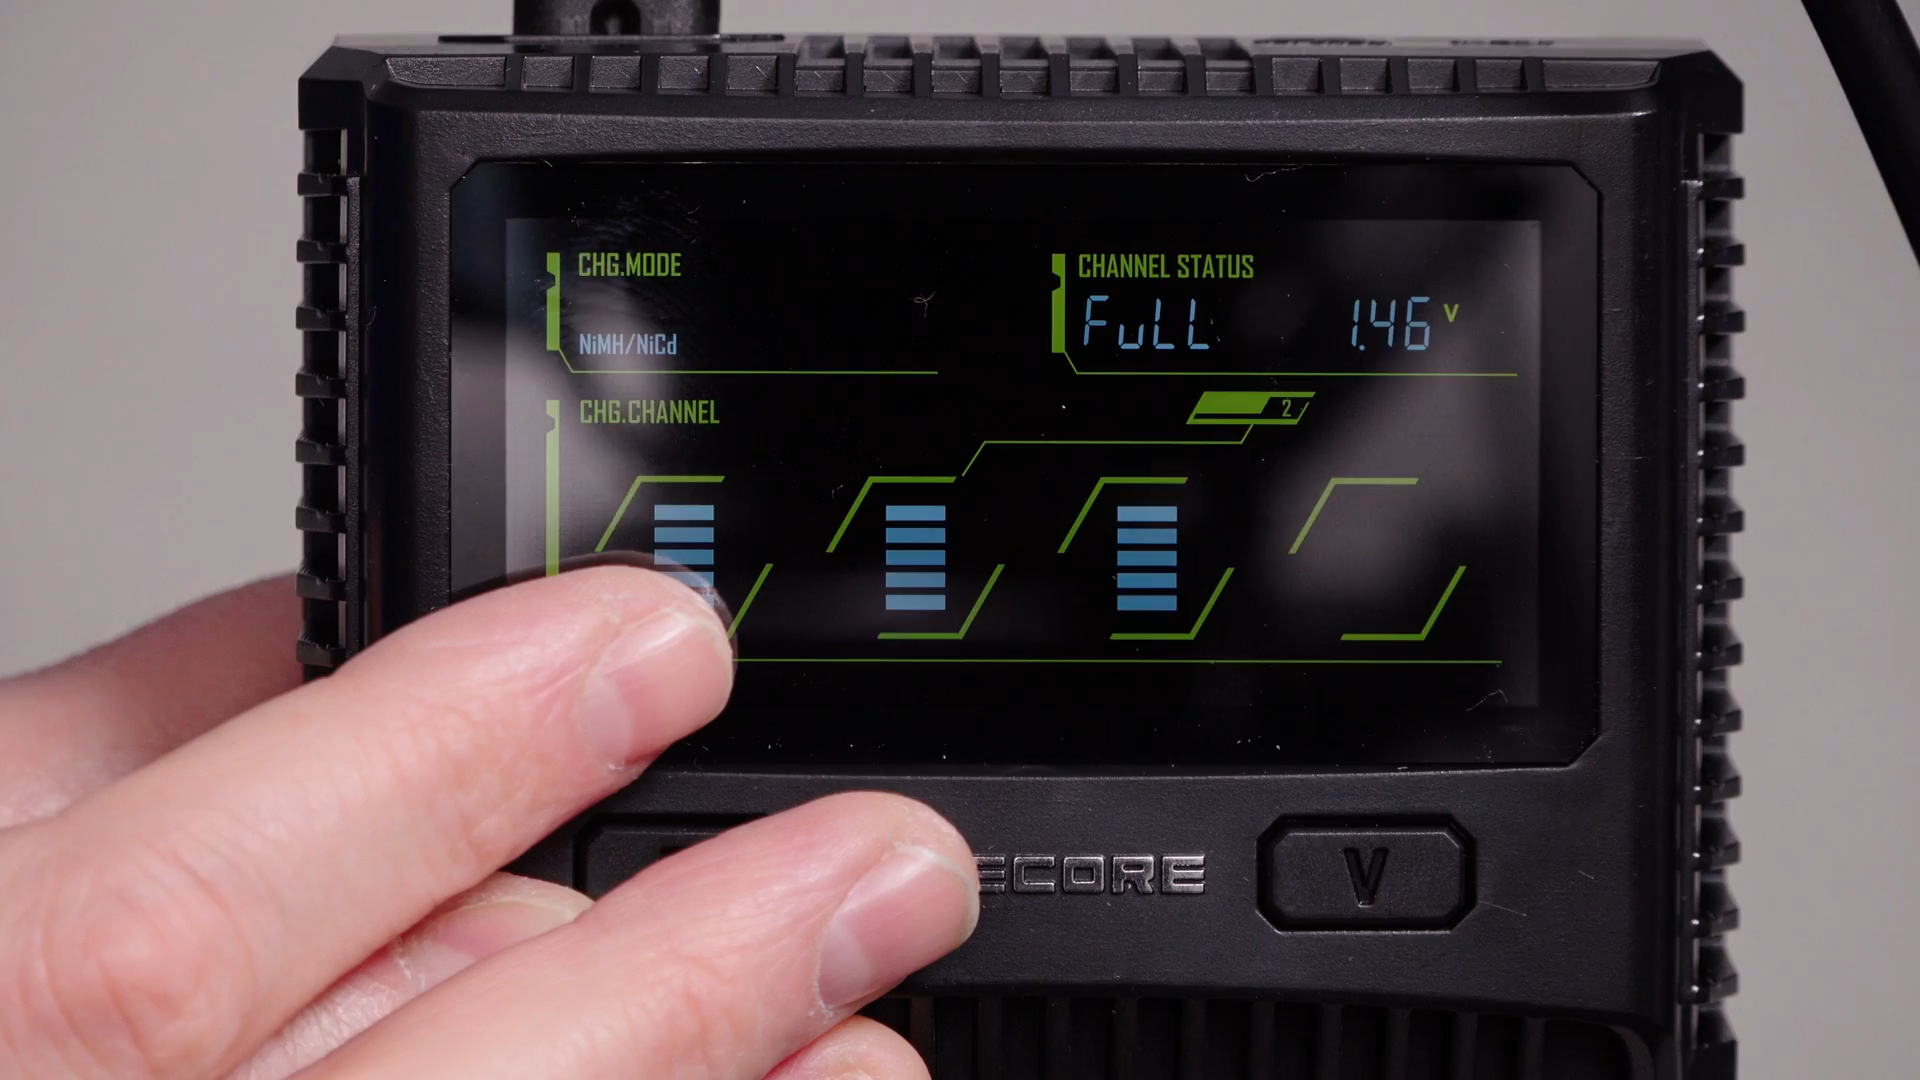 CHG.MODE
NiMH/NiCd
CHANNEL STATUS
FuLL 1.46 V
CHG.CHANNEL
2
ECORE
V